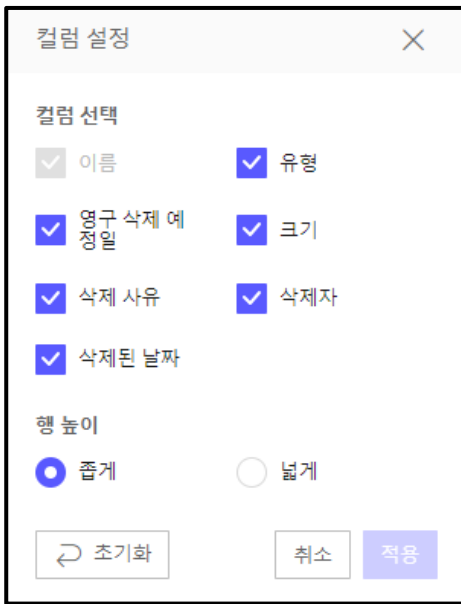 컬럼 설정
컬럼 선택
이름
유형
영구 삭제 예
정일
크기
삭제 사유
삭제자
삭제된 날짜
행 높이
좁게
넓게
초기화
취소
적용